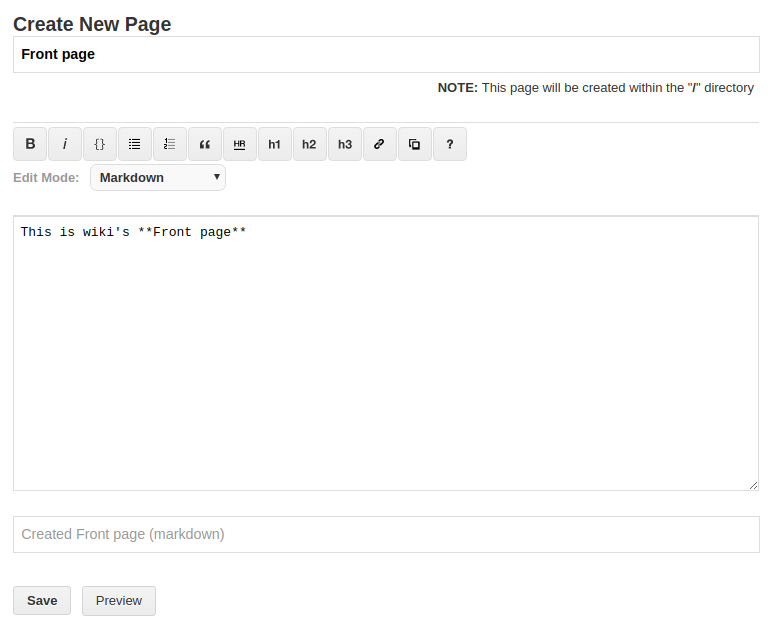 Create New Page
Front page
NOTE: This page will be created within the "/" directory
B i {} HR h1 h2 h3 ?
Edit Mode: Markdown
This is wiki's **Front page**
Created Front page (markdown)
Save Preview